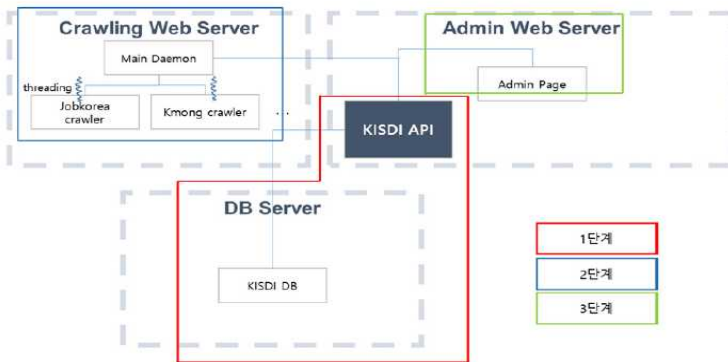 Crawling Web Server
Admin Web Server
Main Daemon
threading
Jobkorea
crawler
Kmong crawler
...
Admin Page
KISDI API
DB Server
KISDI DB
1단계
2단계
3단계